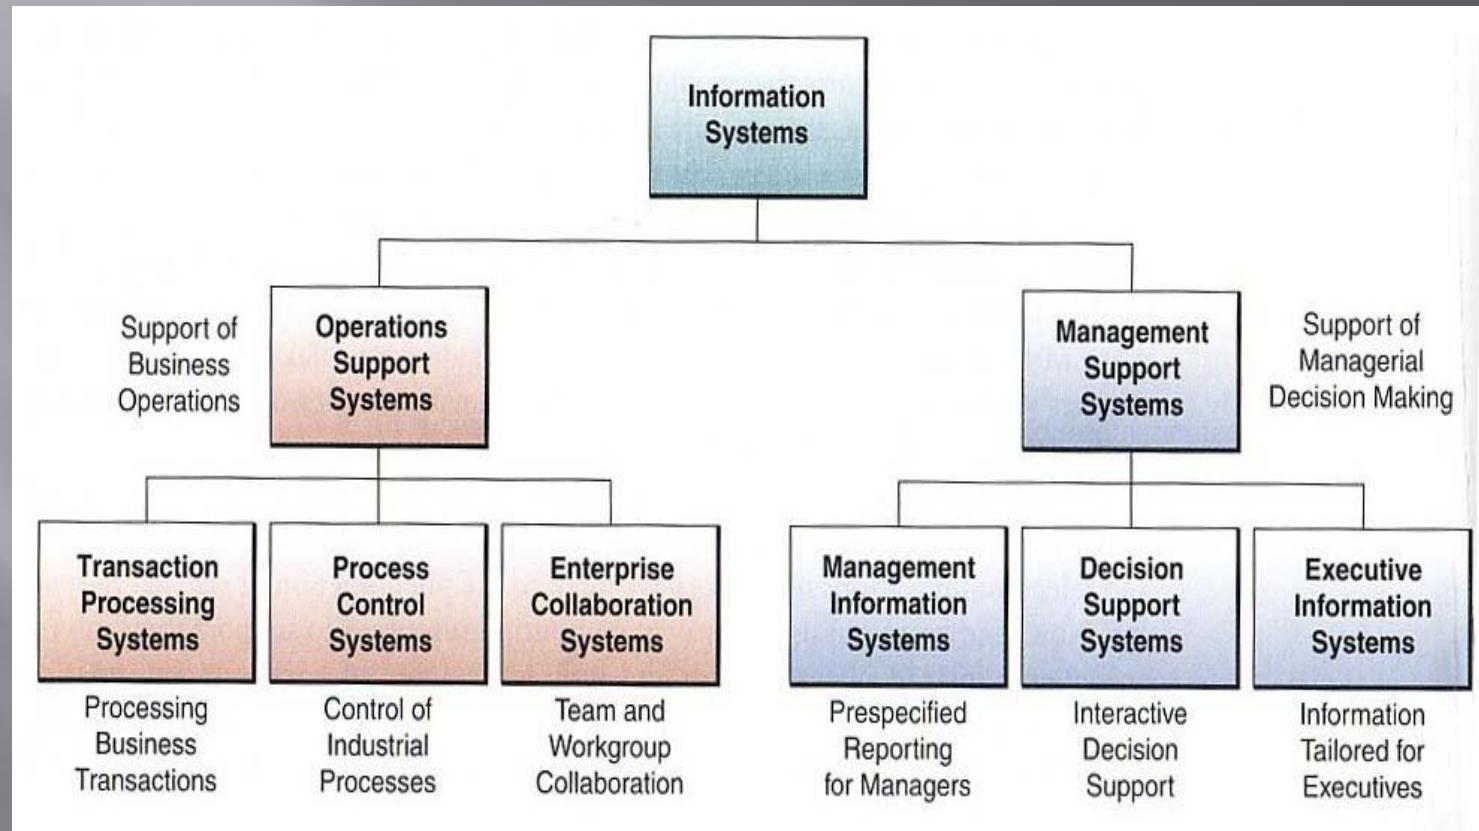 Information
Systems
Support of
Business
Operations
Operations
Support
Systems
Management
Support
Systems
Support of
Managerial
Decision Making
Transaction
Processing
Systems
Process
Control
Systems
Enterprise
Collaboration
Systems
Management
Information
Systems
Decision
Support
Systems
Executive
Information
Systems
Processing
Business
Transactions
Control of
Industrial
Processes
Team and
Workgroup
Collaboration
Prespecified
Reporting
for Managers
Interactive
Decision
Support
Information
Tailored for
Executives